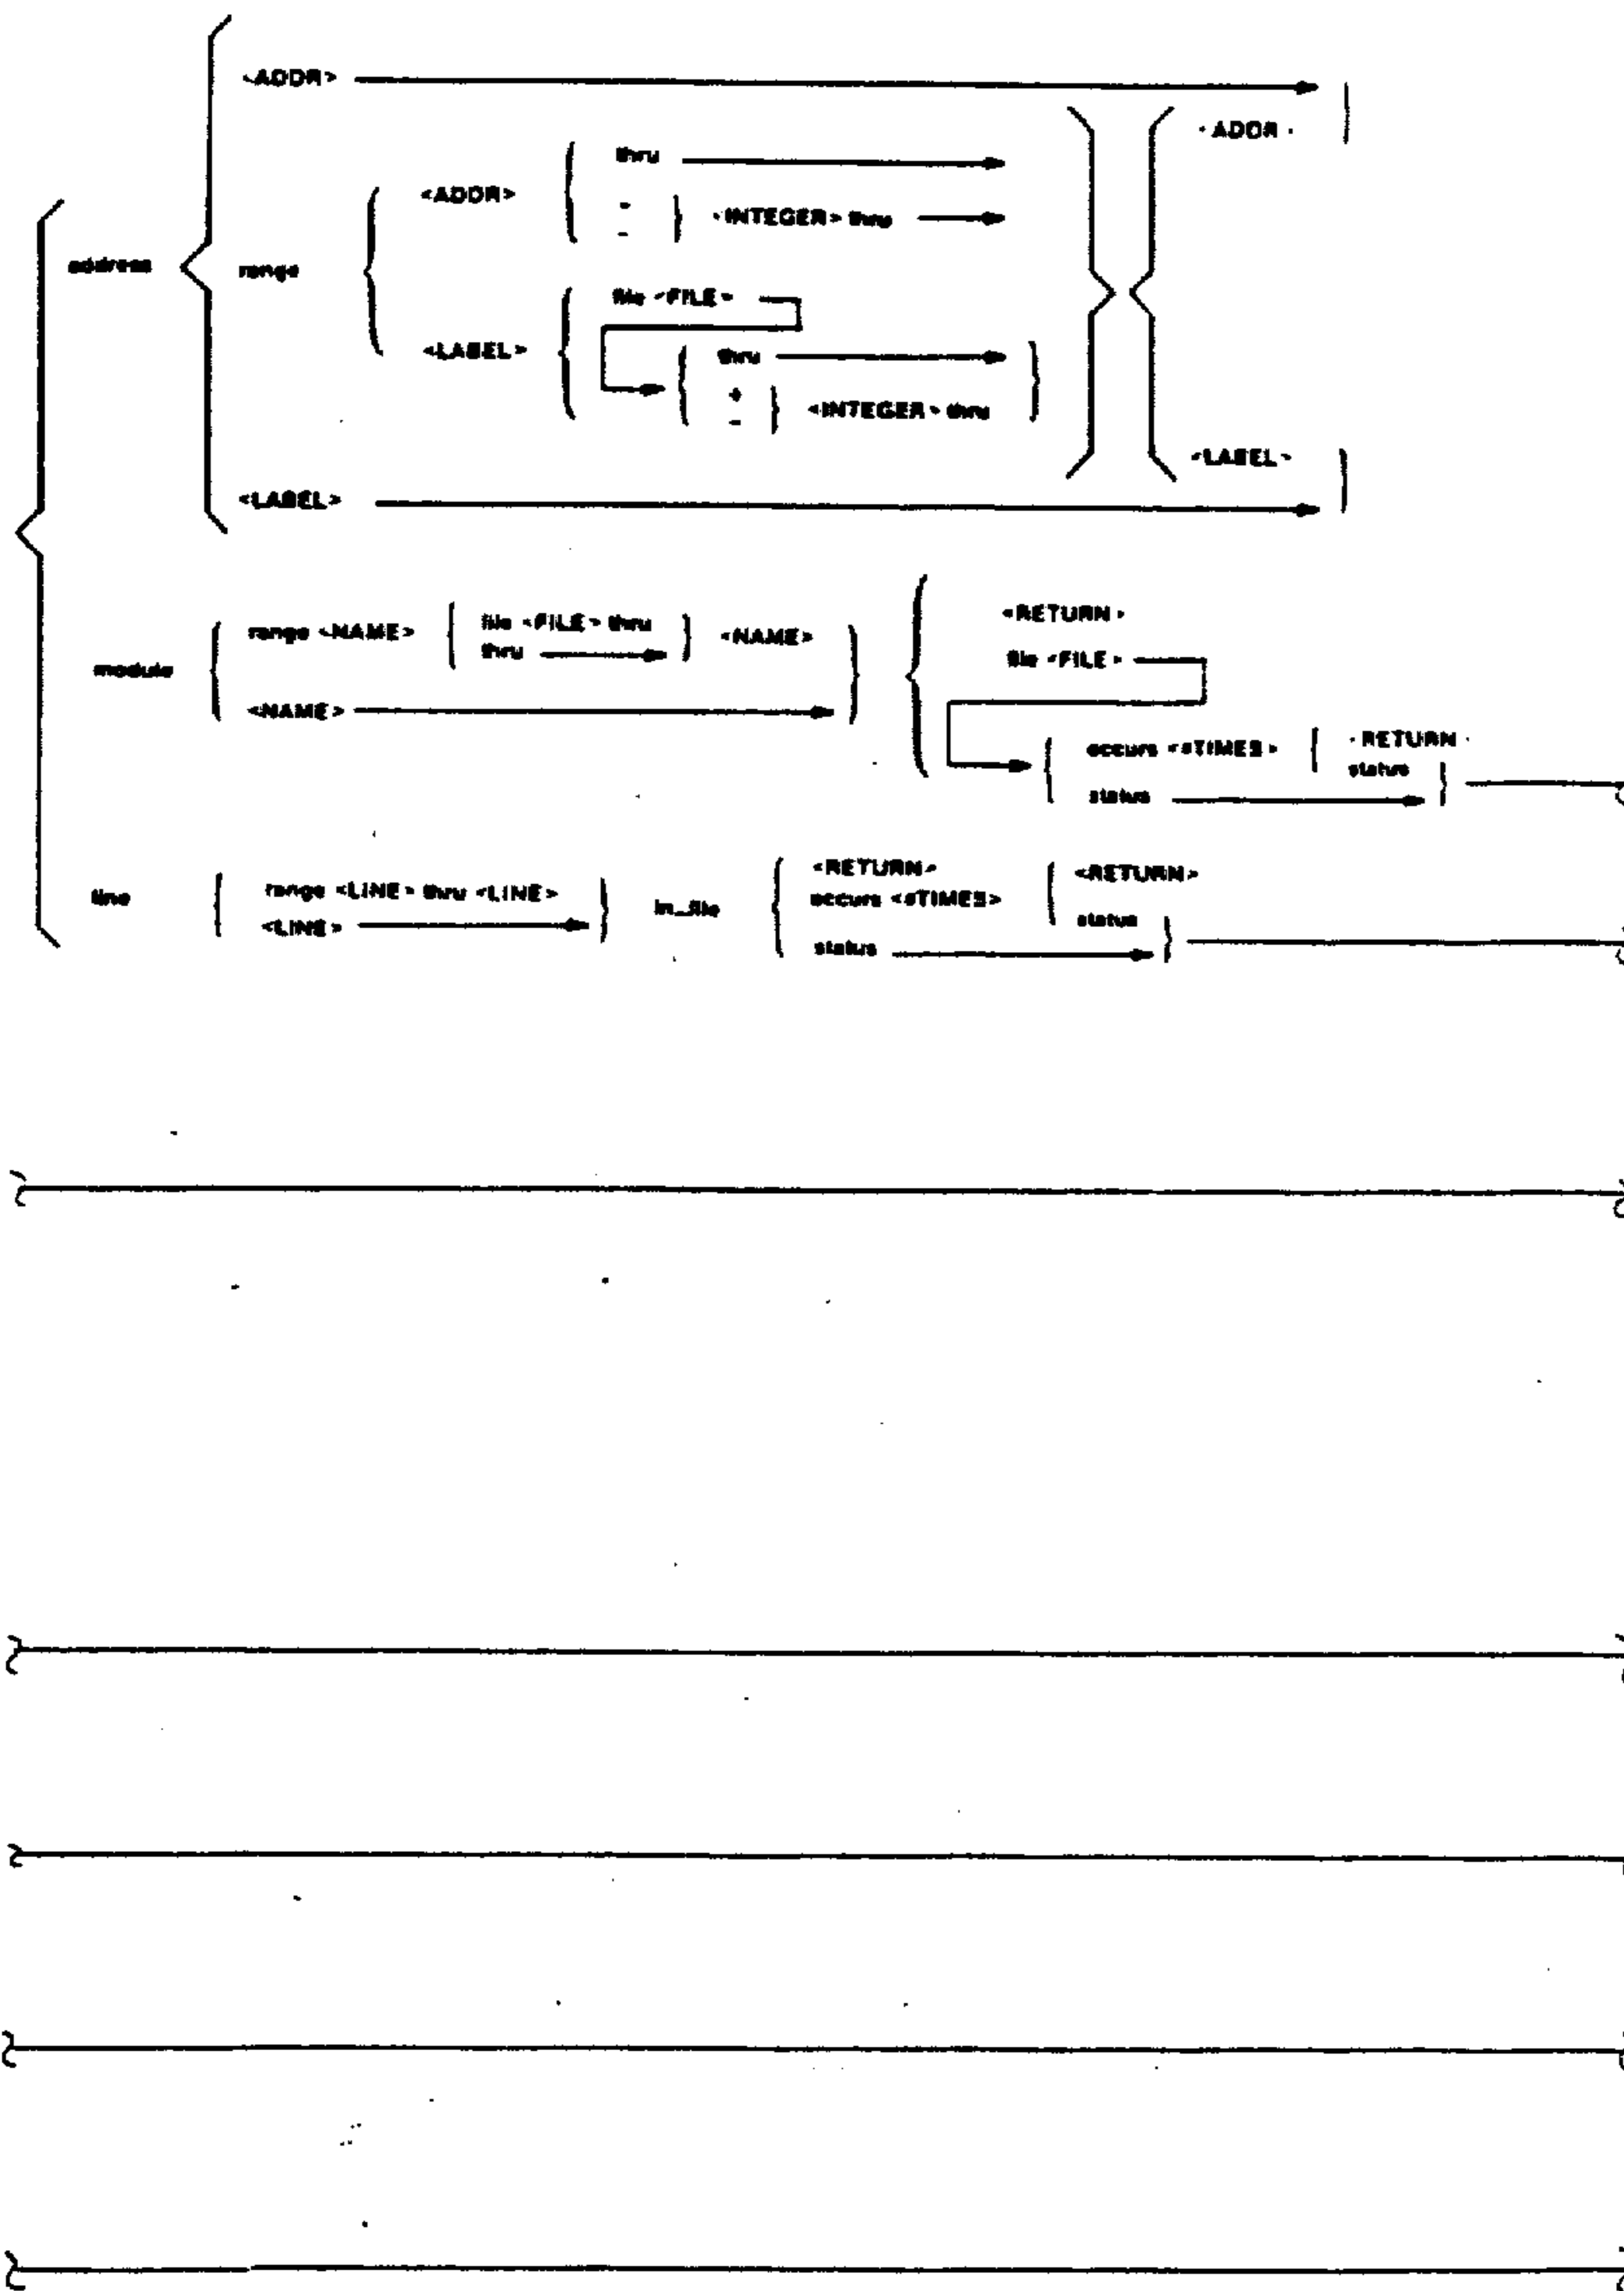 <ADDR>
<ADDR>
thru
<ADDR>
-
-
<INTEGER> thru
address
range
file <FILE>
<LABEL>
thru
+
-
<INTEGER> thru
<LABEL>
<LABEL>
<RETURN>
range <NAME>
file <FILE> thru
thru
<NAME>
file <FILE>
module
<NAME>
occurs <#TIMES>
<RETURN>
status
status
<RETURN>
<RETURN>
line
range <LINE> thru <LINE>
in_file
occurs <#TIMES>
<LINE>
status
status